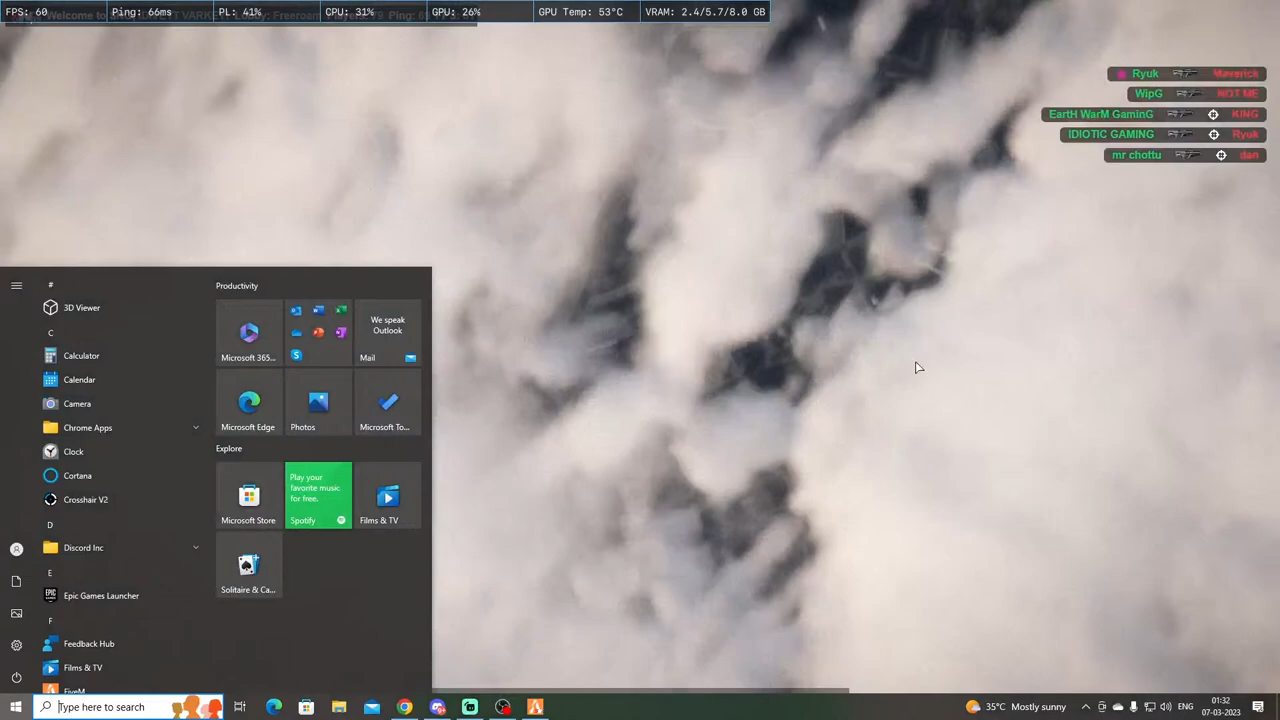 FPS: 60 Ping: 66ms PL: 41% CPU: 31% GPU: 26% GPU Temp: 53°C VRAM: 2.4/5.7/8.0 GB
Welcome to
Ryuk Maverick
WipG NOT ME
EartH WarM GaminG KING
IDIOTIC GAMING Ryuk
mr chottu dan
#
3D Viewer
C
Calculator
Calendar
Camera
Chrome Apps
Clock
Cortana
Crosshair V2
D
Discord Inc
E
Epic Games Launcher
F
Feedback Hub
Films & TV
FiveM
Productivity
Microsoft 365...
We speak
Outlook
Mail
Microsoft Edge
Photos
Microsoft To...
Explore
Microsoft Store
Play your
favorite music
for free.
Spotify
Films & TV
Solitaire & Ca...
Type here to search
35°C Mostly sunny
ENG
01:32
07-03-2023